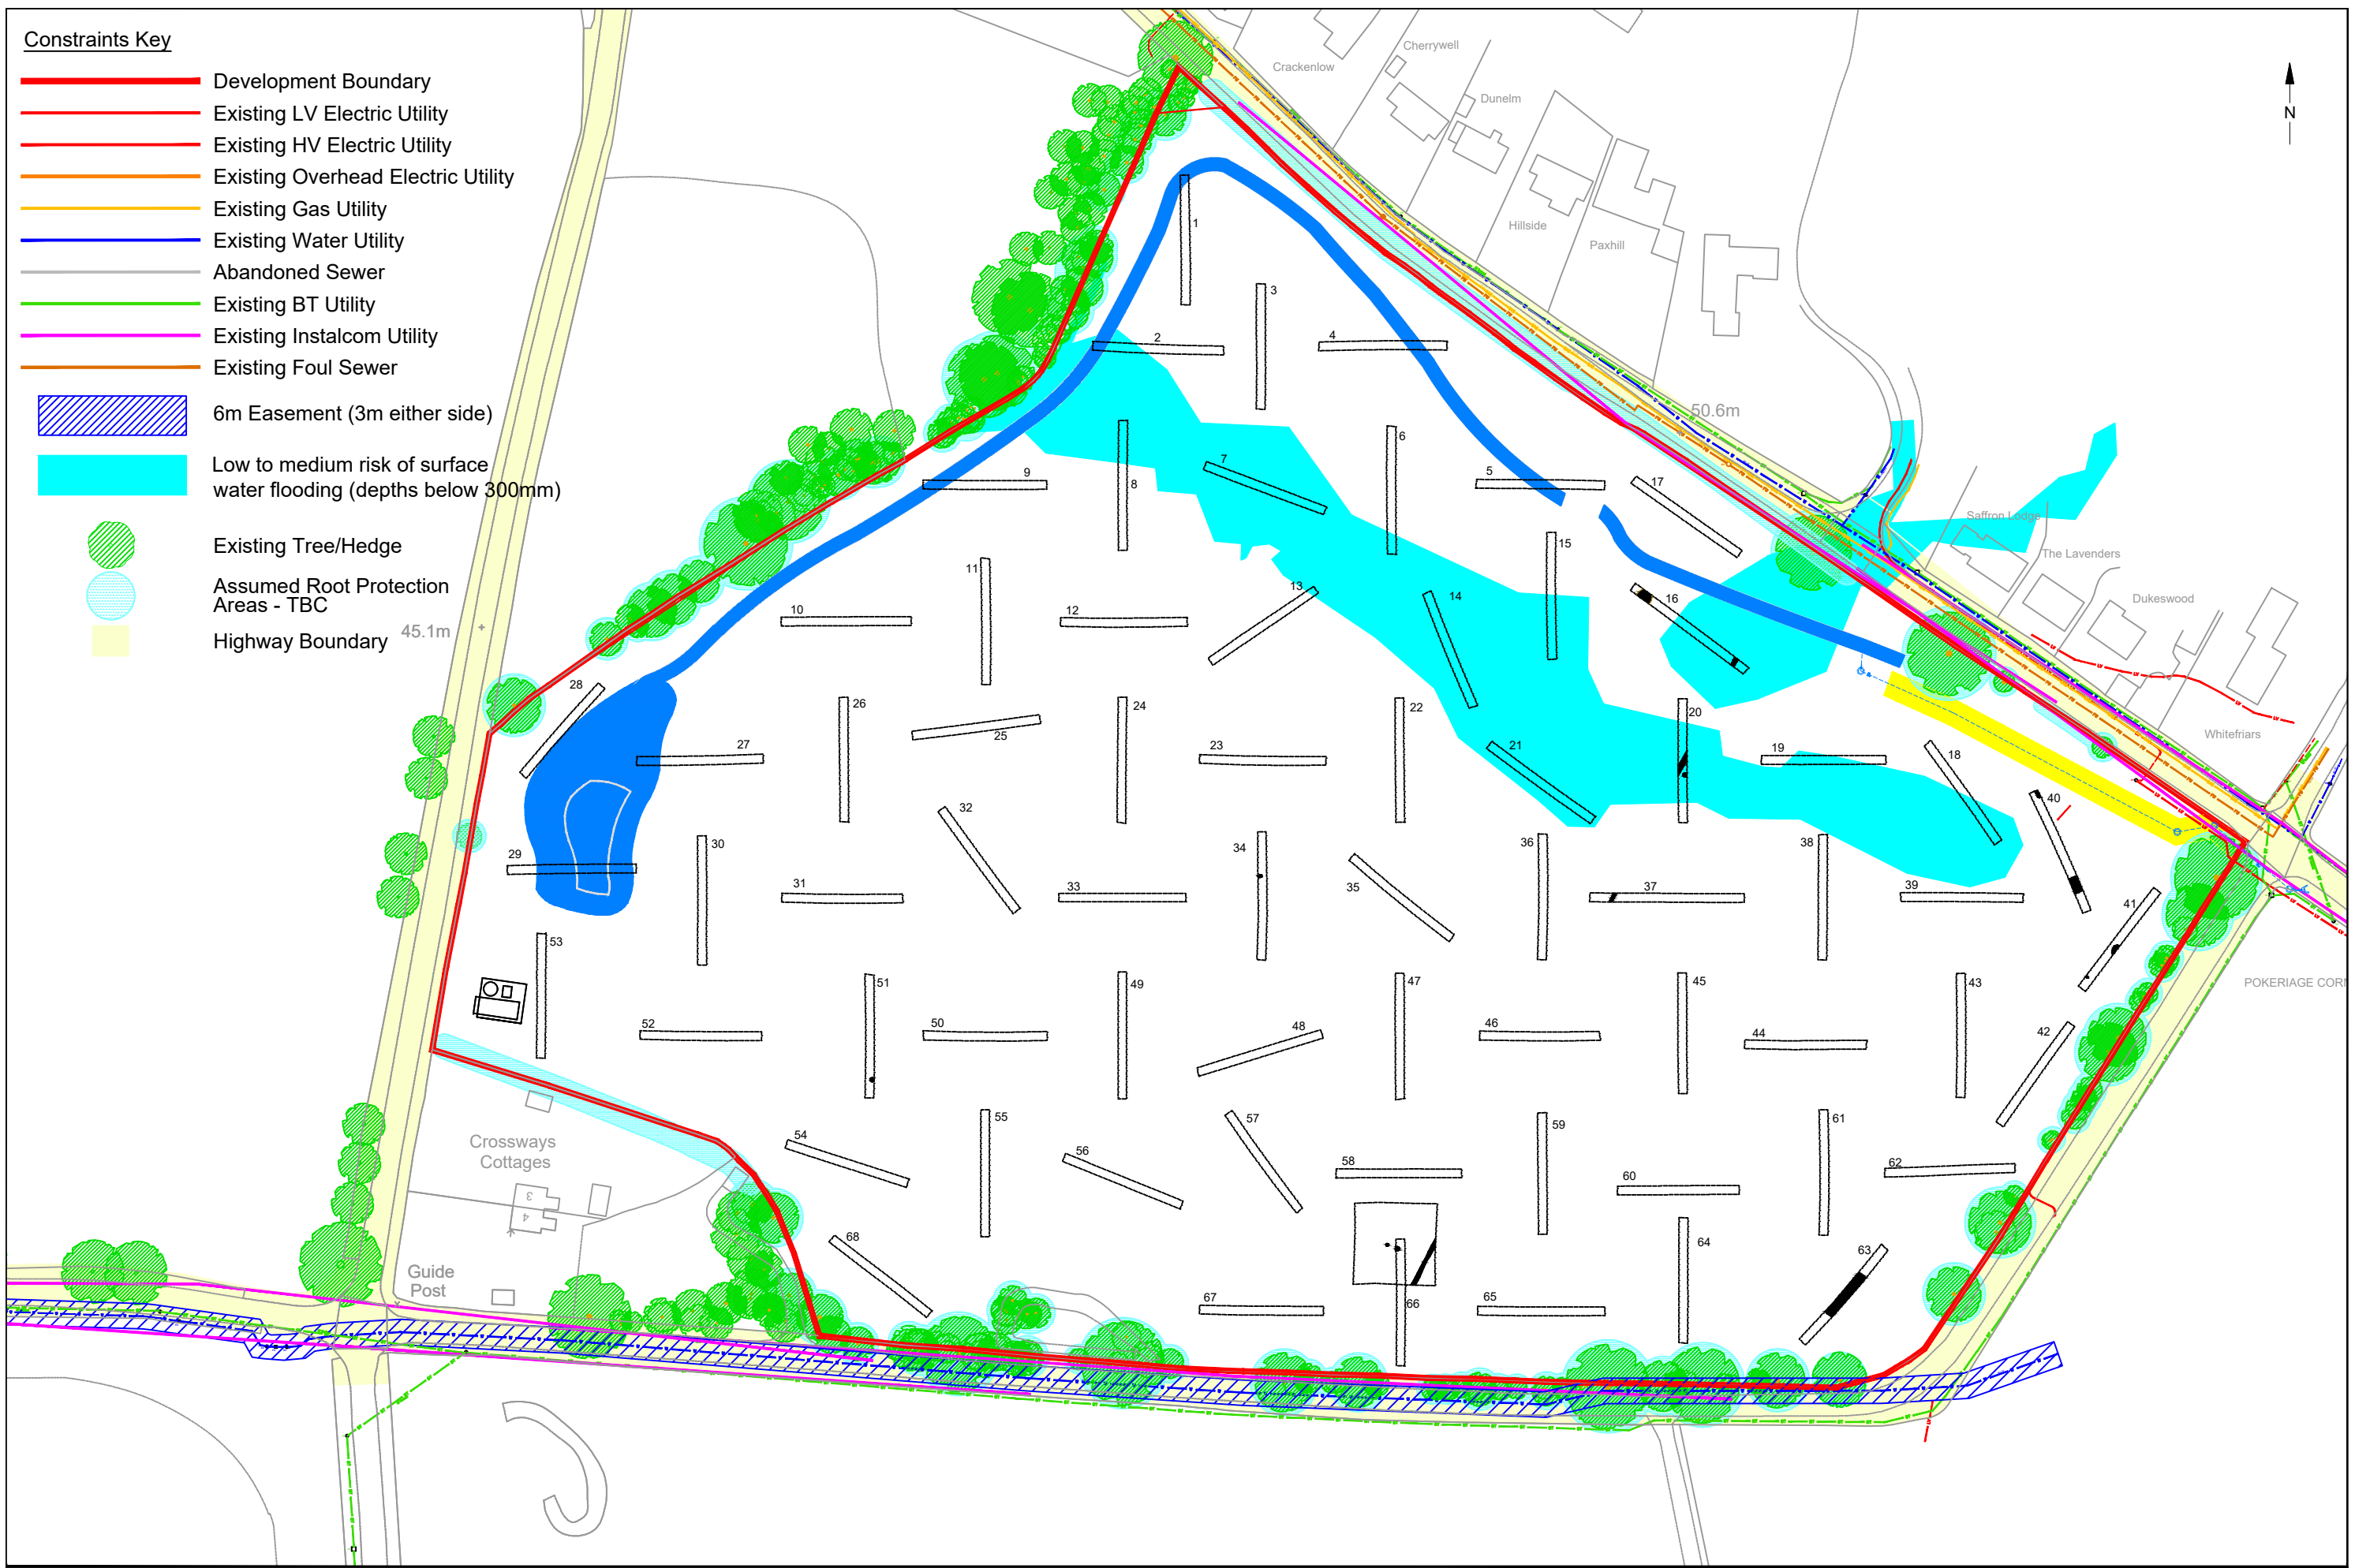 Constraints Key
Development Boundary
Existing LV Electric Utility
Existing HV Electric Utility
Existing Overhead Electric Utility
Existing Gas Utility
Existing Water Utility
Abandoned Sewer
Existing BT Utility
Existing Instalcom Utility
Existing Foul Sewer
6m Easement (3m either side)
Low to medium risk of surface
water flooding (depths below 300mm)
Existing Tree/Hedge
Assumed Root Protection
Areas - TBC
Highway Boundary
45.1m
Crackenlow
Cherrywell
Dunelm
Hillside
Paxhill
N
50.6m
Saffron Lodge
The Lavenders
Dukeswood
Whitefriars
POKERIAGE CORN
Crossways
Cottages
3
4
Guide
Post
1
2
3
4
5
6
7
8
9
10
11
12
13
14
15
16
17
18
19
20
21
22
23
24
25
26
27
28
29
30
31
32
33
34
35
36
37
38
39
40
41
42
43
44
45
46
47
48
49
50
51
52
53
54
55
56
57
58
59
60
61
62
63
64
65
66
67
68